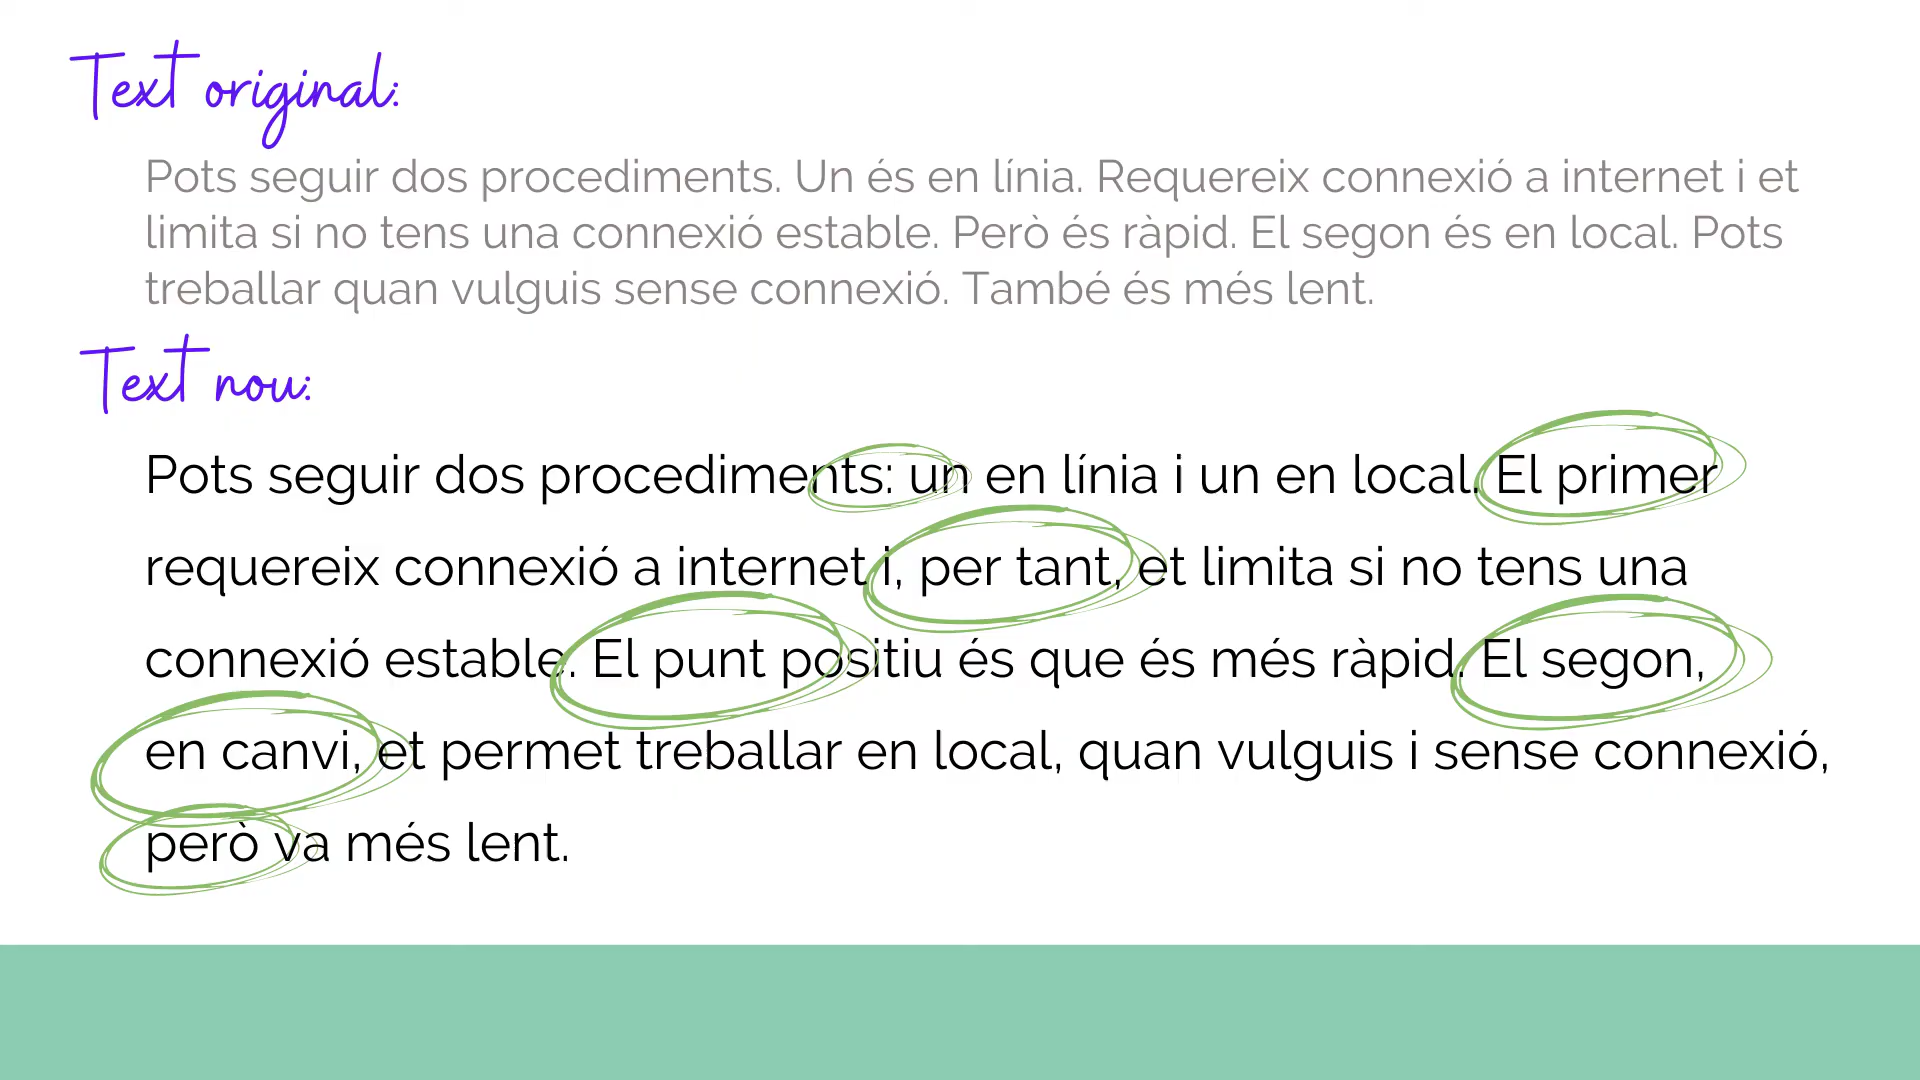 Text original:
Pots seguir dos procediments. Un és en línia. Requereix connexió a internet i et
limita si no tens una connexió estable. Però és ràpid. El segon és en local. Pots
treballar quan vulguis sense connexió. També és més lent.
Text nou:
Pots seguir dos procediments: un en línia i un en local. El primer
requereix connexió a internet i, per tant, et limita si no tens una
connexió estable. El punt positiu és que és més ràpid. El segon,
en canvi, et permet treballar en local, quan vulguis i sense connexió,
però va més lent.